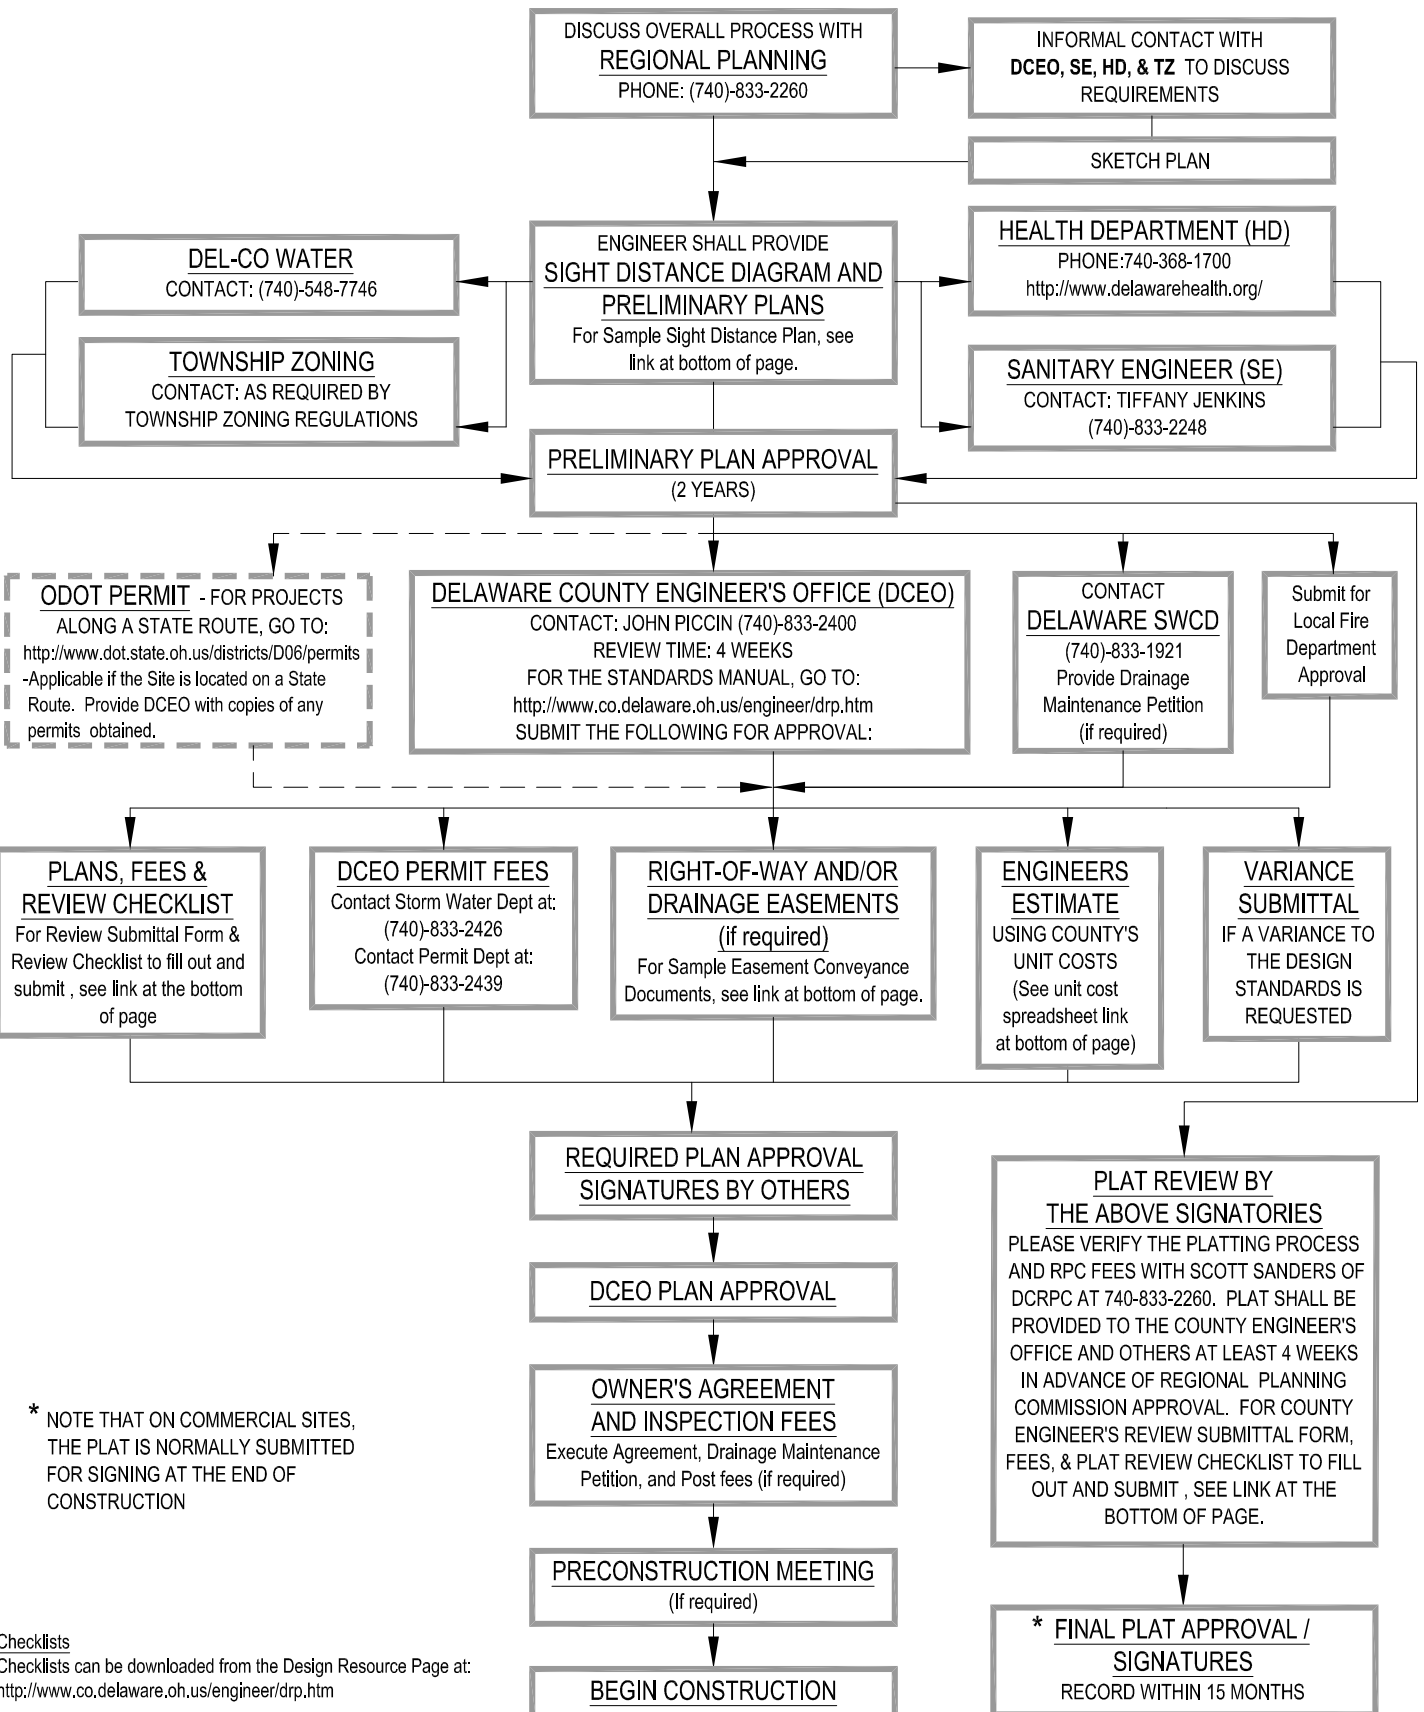 DISCUSS OVERALL PROCESS WITH
REGIONAL PLANNING
PHONE: (740)-833-2260
INFORMAL CONTACT WITH
DCEO, SE, HD, & TZ TO DISCUSS
REQUIREMENTS
SKETCH PLAN
DEL-CO WATER
CONTACT: (740)-548-7746
TOWNSHIP ZONING
CONTACT: AS REQUIRED BY
TOWNSHIP ZONING REGULATIONS
ENGINEER SHALL PROVIDE
SIGHT DISTANCE DIAGRAM AND
PRELIMINARY PLANS
For Sample Sight Distance Plan, see
link at bottom of page.
HEALTH DEPARTMENT (HD)
PHONE:740-368-1700
http://www.delawarehealth.org/
SANITARY ENGINEER (SE)
CONTACT: TIFFANY JENKINS
(740)-833-2248
PRELIMINARY PLAN APPROVAL
(2 YEARS)
ODOT PERMIT - FOR PROJECTS
ALONG A STATE ROUTE, GO TO:
http://www.dot.state.oh.us/districts/D06/permits
-Applicable if the Site is located on a State
Route. Provide DCEO with copies of any
permits obtained.
DELAWARE COUNTY ENGINEER'S OFFICE (DCEO)
CONTACT: JOHN PICCIN (740)-833-2400
REVIEW TIME: 4 WEEKS
FOR THE STANDARDS MANUAL, GO TO:
http://www.co.delaware.oh.us/engineer/drp.htm
SUBMIT THE FOLLOWING FOR APPROVAL:
CONTACT
DELAWARE SWCD
(740)-833-1921
Provide Drainage
Maintenance Petition
(if required)
Submit for
Local Fire
Department
Approval
PLANS, FEES &
REVIEW CHECKLIST
For Review Submittal Form &
Review Checklist to fill out and
submit , see link at the bottom
of page
DCEO PERMIT FEES
Contact Storm Water Dept at:
(740)-833-2426
Contact Permit Dept at:
(740)-833-2439
RIGHT-OF-WAY AND/OR
DRAINAGE EASEMENTS
(if required)
For Sample Easement Conveyance
Documents, see link at bottom of page.
ENGINEERS
ESTIMATE
USING COUNTY'S
UNIT COSTS
(See unit cost
spreadsheet link
at bottom of page)
VARIANCE
SUBMITTAL
IF A VARIANCE TO
THE DESIGN
STANDARDS IS
REQUESTED
REQUIRED PLAN APPROVAL
SIGNATURES BY OTHERS
DCEO PLAN APPROVAL
OWNER'S AGREEMENT
AND INSPECTION FEES
Execute Agreement, Drainage Maintenance
Petition, and Post fees (if required)
PRECONSTRUCTION MEETING
(If required)
BEGIN CONSTRUCTION
PLAT REVIEW BY
THE ABOVE SIGNATORIES
PLEASE VERIFY THE PLATTING PROCESS
AND RPC FEES WITH SCOTT SANDERS OF
DCRPC AT 740-833-2260. PLAT SHALL BE
PROVIDED TO THE COUNTY ENGINEER'S
OFFICE AND OTHERS AT LEAST 4 WEEKS
IN ADVANCE OF REGIONAL PLANNING
COMMISSION APPROVAL. FOR COUNTY
ENGINEER'S REVIEW SUBMITTAL FORM,
FEES, & PLAT REVIEW CHECKLIST TO FILL
OUT AND SUBMIT , SEE LINK AT THE
BOTTOM OF PAGE.
* FINAL PLAT APPROVAL /
SIGNATURES
RECORD WITHIN 15 MONTHS
* NOTE THAT ON COMMERCIAL SITES,
THE PLAT IS NORMALLY SUBMITTED
FOR SIGNING AT THE END OF
CONSTRUCTION
Checklists
Checklists can be downloaded from the Design Resource Page at:
http://www.co.delaware.oh.us/engineer/drp.htm